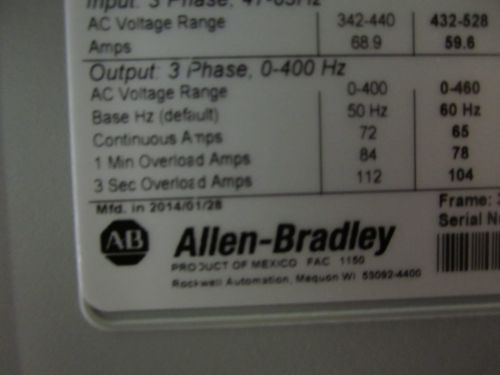 Input: 3 Phase, 47-63Hz
AC Voltage Range 342-440 432-528
Amps 68.9 59.6
Output: 3 Phase, 0-400 Hz
AC Voltage Range 0-400 0-460
Base Hz (default) 50 Hz 60 Hz
Continuous Amps 72 65
1 Min Overload Amps 84 78
3 Sec Overload Amps 112 104
Mfd. in 2014/01/28
Frame:
Serial
AB Allen-Bradley
PRODUCT OF MEXICO FAC 1150
Rockwell Automation, Mequon WI 53092-4400